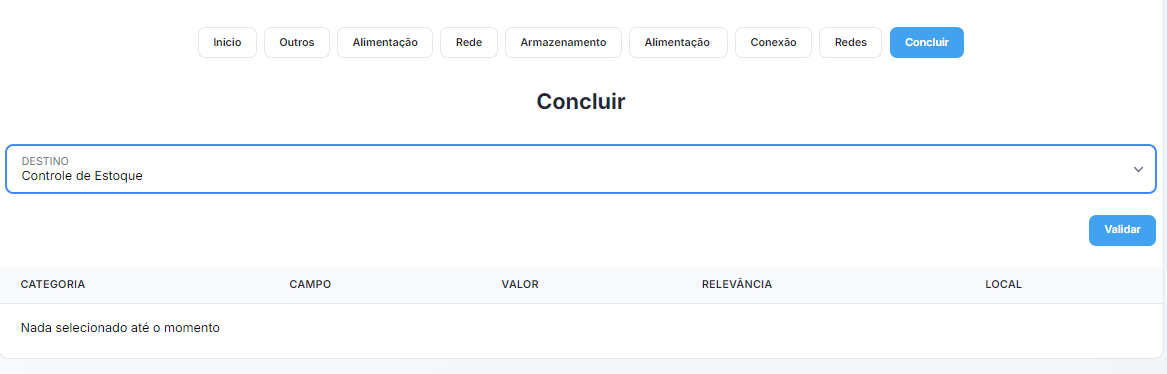 Início Outros Alimentação Rede Armazenamento Alimentação Conexão Redes Concluir
Concluir
DESTINO
Controle de Estoque
Validar
CATEGORIA CAMPO VALOR RELEVÂNCIA LOCAL
Nada selecionado até o momento